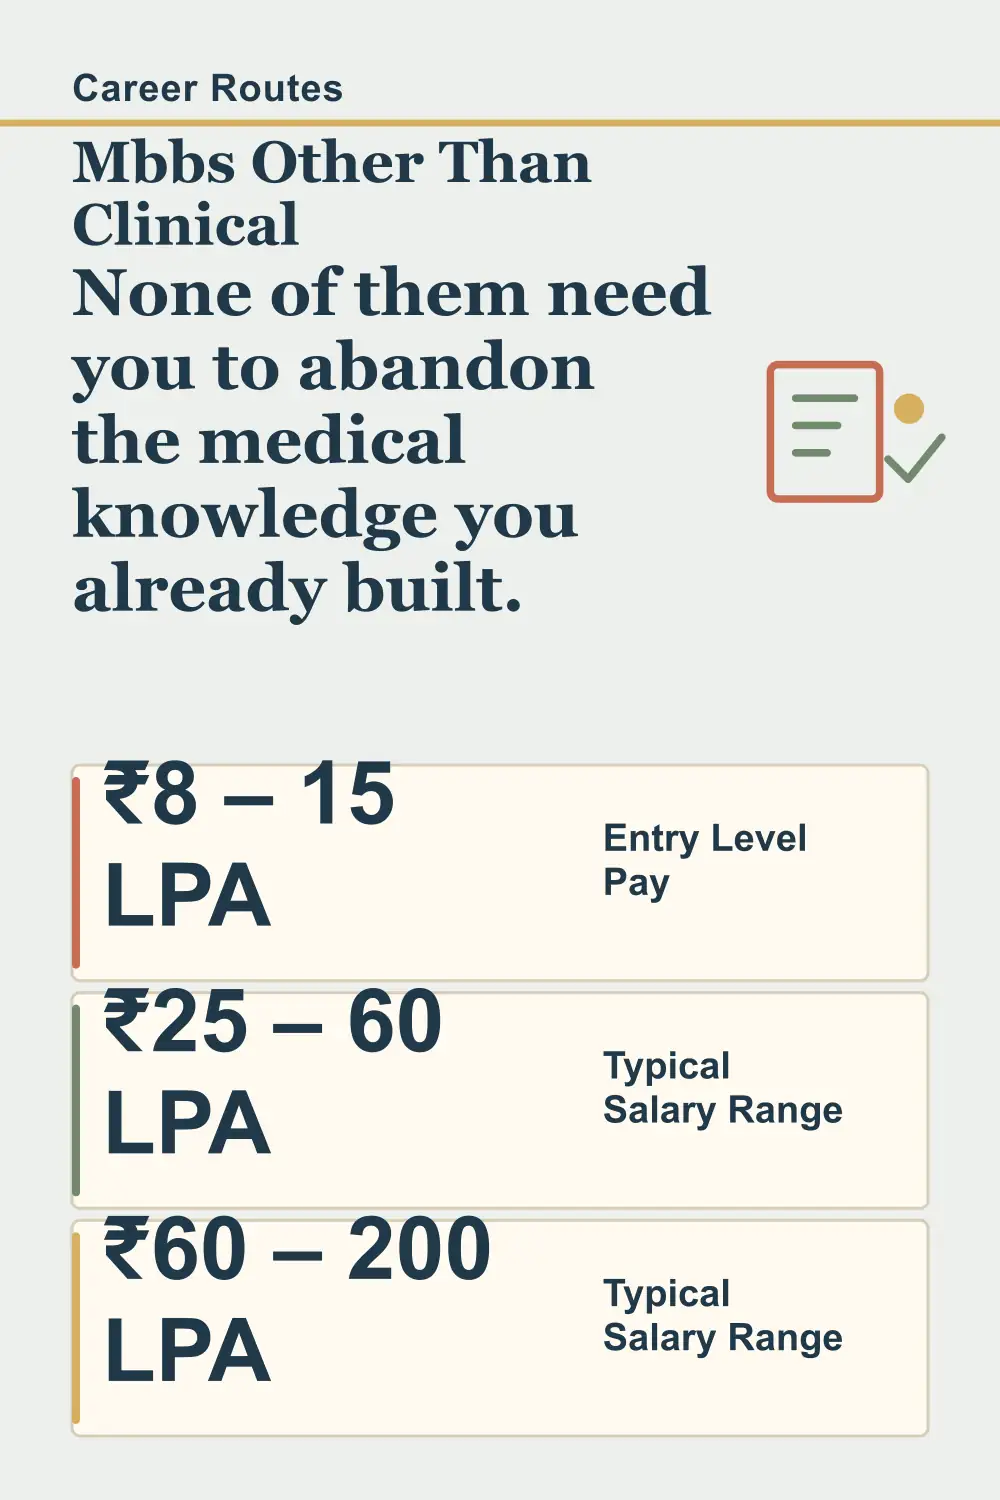 Career Routes
Mbbs Other Than
Clinical
None of them need
you to abandon
the medical
knowledge you
already built.
₹8 – 15
LPA
Entry Level
Pay
₹25 – 60
LPA
Typical
Salary Range
₹60 – 200
LPA
Typical
Salary Range